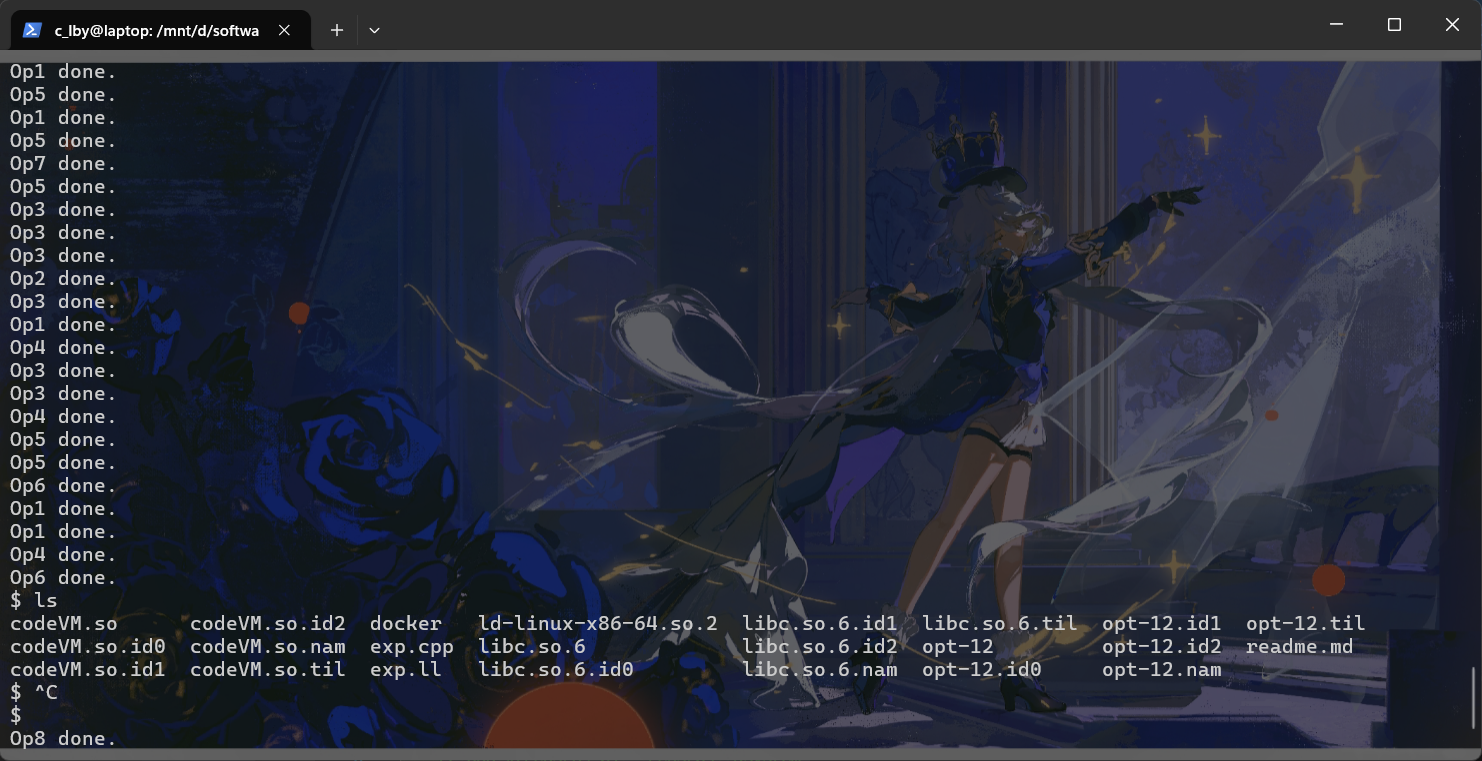 c_lby@laptop: /mnt/d/softwa
Op1 done.
Op5 done.
Op1 done.
Op5 done.
Op7 done.
Op5 done.
Op3 done.
Op3 done.
Op3 done.
Op2 done.
Op3 done.
Op1 done.
Op4 done.
Op3 done.
Op3 done.
Op4 done.
Op5 done.
Op5 done.
Op6 done.
Op1 done.
Op1 done.
Op4 done.
Op6 done.
$ ls
codeVM.so codeVM.so.id2 docker ld-linux-x86-64.so.2 libc.so.6.id1 libc.so.6.til opt-12.id1 opt-12.til
codeVM.so.id0 codeVM.so.nam exp.cpp libc.so.6 libc.so.6.id2 opt-12 opt-12.id2 readme.md
codeVM.so.id1 codeVM.so.til exp.ll libc.so.6.id0 libc.so.6.nam opt-12.id0 opt-12.nam
$ ^C
$
Op8 done.